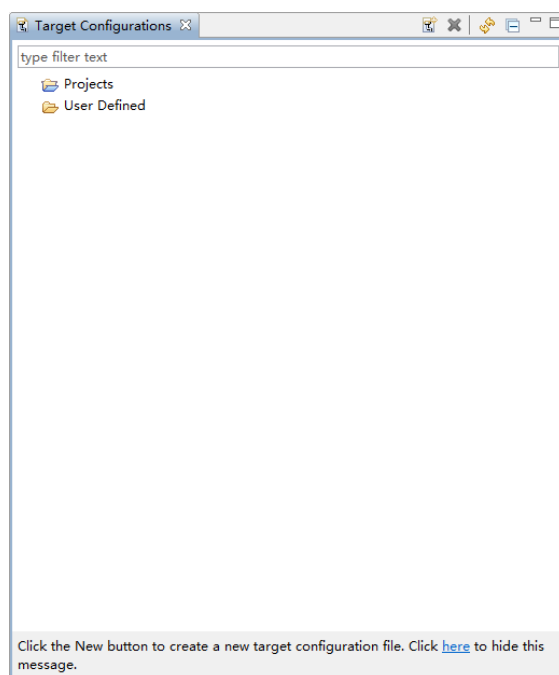 Target Configurations
type filter text
Projects
User Defined
Click the New button to create a new target configuration file. Click here to hide this
message.